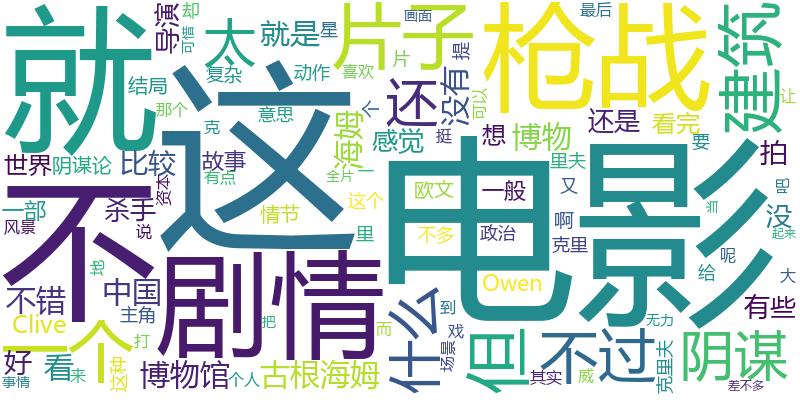 就
这
电影
不
剧情
枪战
片子
一个
什么
但
不过
阴谋
建筑
太
还
就是
没有
海姆
感觉
博物
还是
看完
想
导演
却
可惜
星
画面
片
喜欢
提
最后
复杂
动作
结局
那个
意思
克
个
挺
可以
让
要
拍
世界
阴谋论
比较
故事
有点
资本
全片
一
这个
欧文
一般
里夫
又
没
吧
一部
风景
杀手
说
情节
里
不多
政治
啊
克里
给
呢
大
起来
不错
中国
主角
Clive
Owen
有些
好
看
来
事情
这种
打
博物馆
个人
把
古根海姆
而
到
戏
场景
其实
威
无力
克里夫
差不多